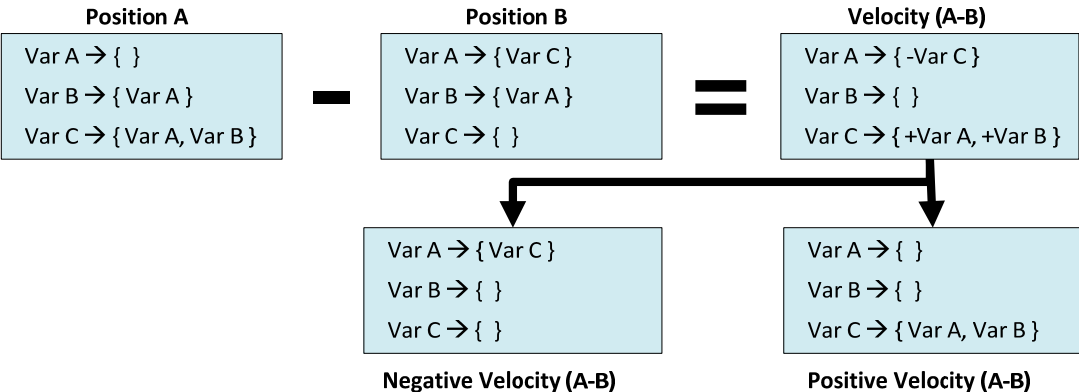 Position A
Var A → { }
Var B → { Var A }
Var C → { Var A, Var B }
Position B
Var A → { Var C }
Var B → { Var A }
Var C → { }
Velocity (A-B)
Var A → { -Var C }
Var B → { }
Var C → { +Var A, +Var B }
Var A → { Var C }
Var B → { }
Var C → { }
Negative Velocity (A-B)
Var A → { }
Var B → { }
Var C → { Var A, Var B }
Positive Velocity (A-B)